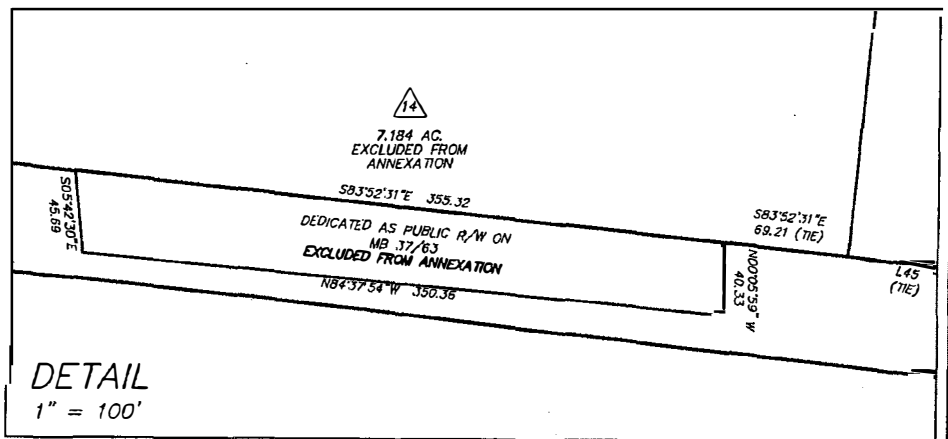 14
7.184 AC.
EXCLUDED FROM
ANNEXATION
S83°52'31"E 355.32
S83°52'31"E
69.21 (TIE)
S05°42'30"E
45.69
DEDICATED AS PUBLIC R/W ON
MB 37/63
EXCLUDED FROM ANNEXATION
N84°37'54"W 350.36
N00°05'59" W
40.33
L45
(TIE)
DETAIL
1" = 100'